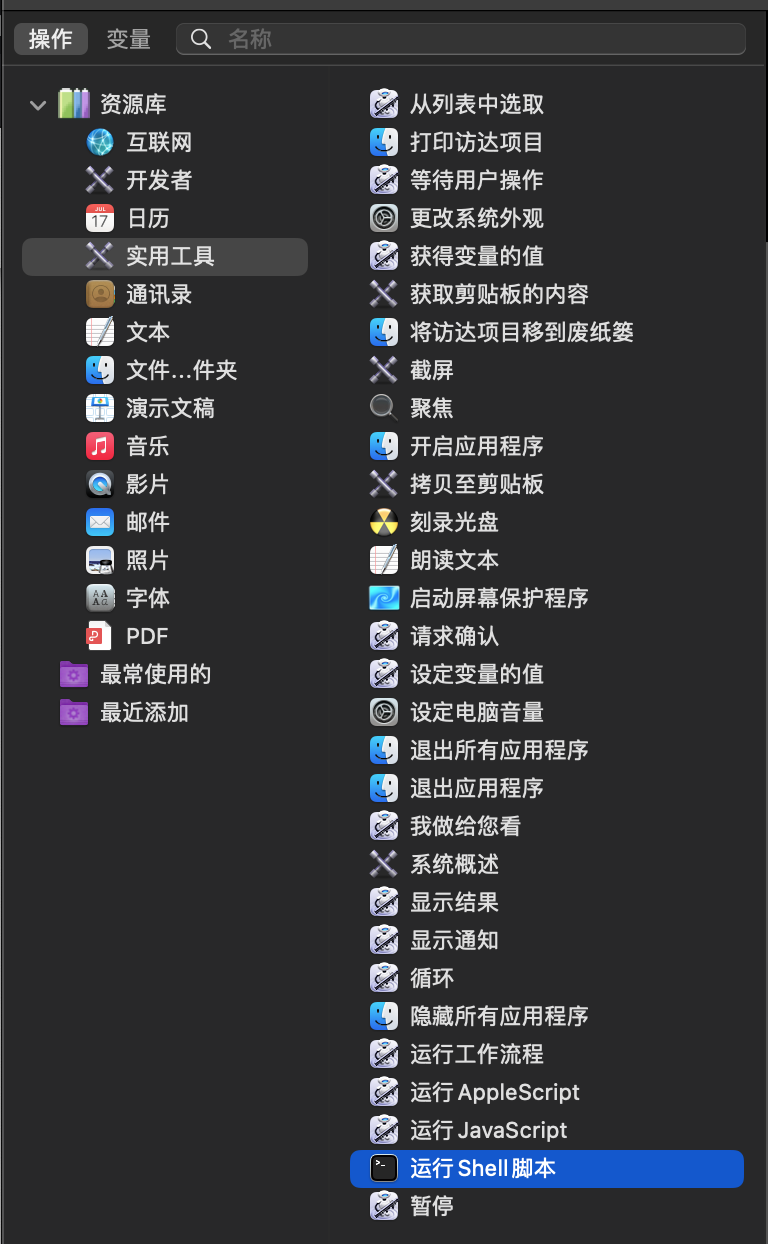 操作 变量 名称
资源库
互联网
开发者
JUL
17
日历
实用工具
通讯录
文本
文件...件夹
演示文稿
音乐
影片
邮件
照片
字体
PDF
最常使用的
最近添加
从列表中选取
打印访达项目
等待用户操作
更改系统外观
获得变量的值
获取剪贴板的内容
将访达项目移到废纸篓
截屏
聚焦
开启应用程序
拷贝至剪贴板
刻录光盘
朗读文本
启动屏幕保护程序
请求确认
设定变量的值
设定电脑音量
退出所有应用程序
退出应用程序
我做给您看
系统概述
显示结果
显示通知
循环
隐藏所有应用程序
运行工作流程
运行 AppleScript
运行 JavaScript
运行 Shell 脚本
暂停